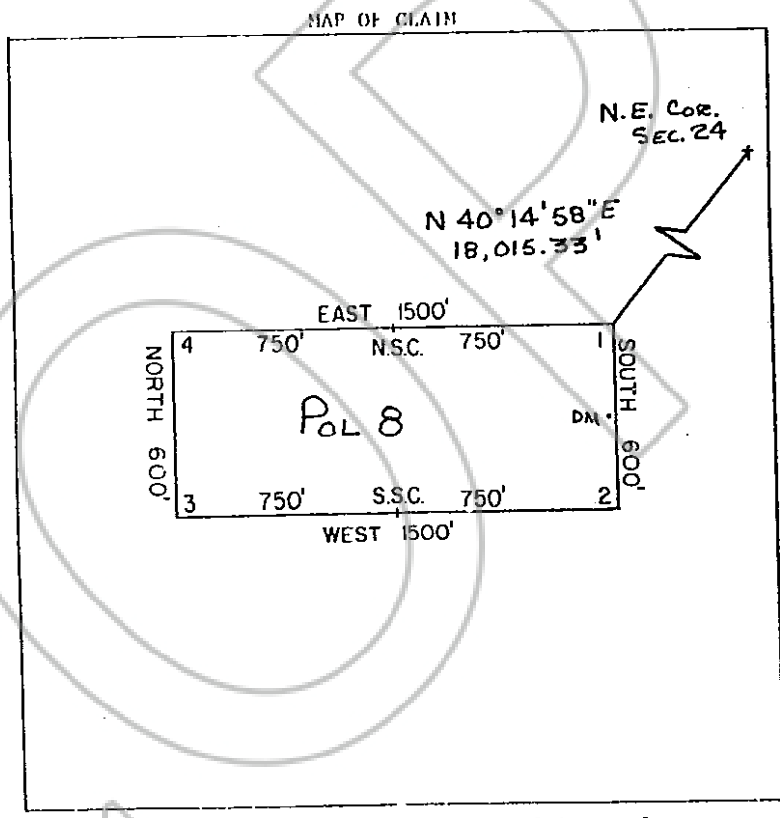 MAP OF CLAIM
N.E. COR.
SEC. 24
N 40°14'58"E
18,015.33'
EAST 1500'
4 750' N.S.C. 750' 1
NORTH 600'
SOUTH 600'
POL 8
DM
3 750' S.S.C. 750' 2
WEST 1500'